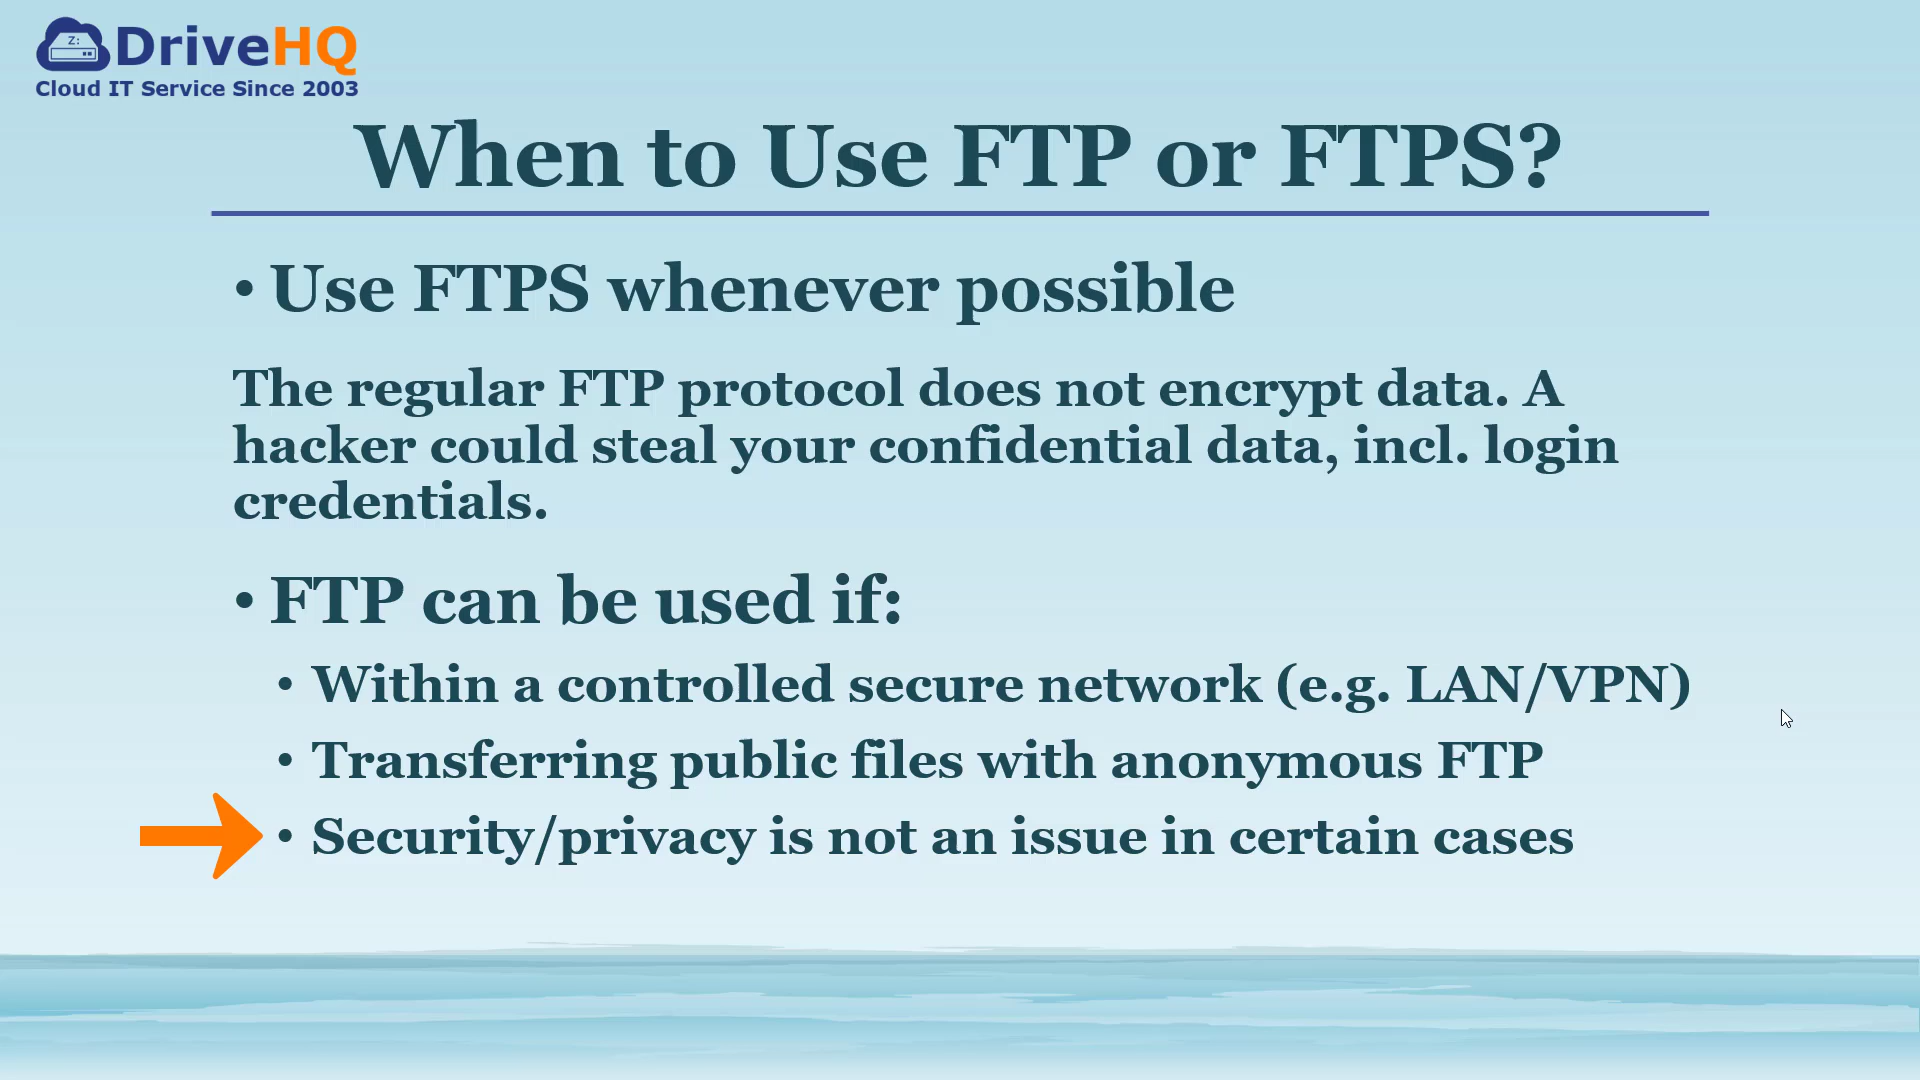 Z:
DriveHQ
Cloud IT Service Since 2003
When to Use FTP or FTPS?
• Use FTPS whenever possible
The regular FTP protocol does not encrypt data. A
hacker could steal your confidential data, incl. login
credentials.
• FTP can be used if:
• Within a controlled secure network (e.g. LAN/VPN)
• Transferring public files with anonymous FTP
• Security/privacy is not an issue in certain cases